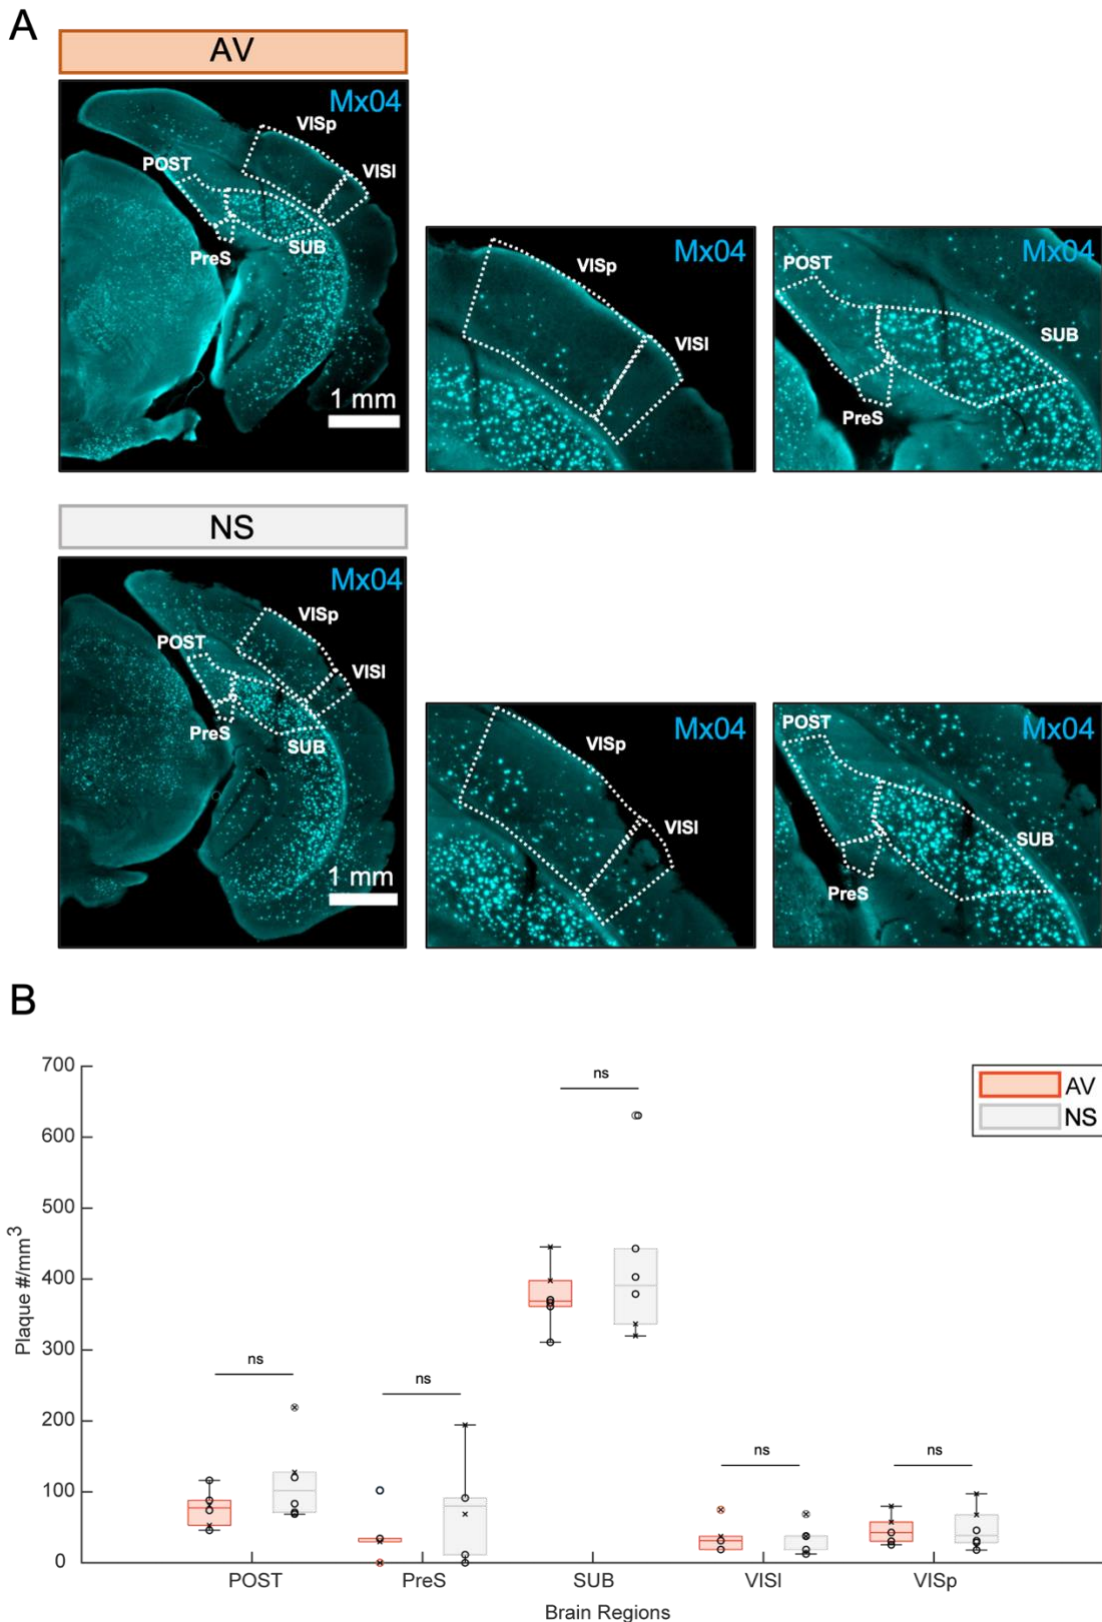 A
AV
Mx04
VISp
VISl
POST
SUB
PreS
1 mm
Mx04
VISp
VISl
Mx04
POST
SUB
PreS
NS
Mx04
VISp
POST
VISl
PreS
SUB
1 mm
Mx04
VISp
VISl
Mx04
POST
SUB
PreS
B
700
600
500
400
300
200
100
0
Plaque #/mm³
ns
ns
ns
ns
ns
AV
NS
POST
PreS
SUB
VISl
VISp
Brain Regions